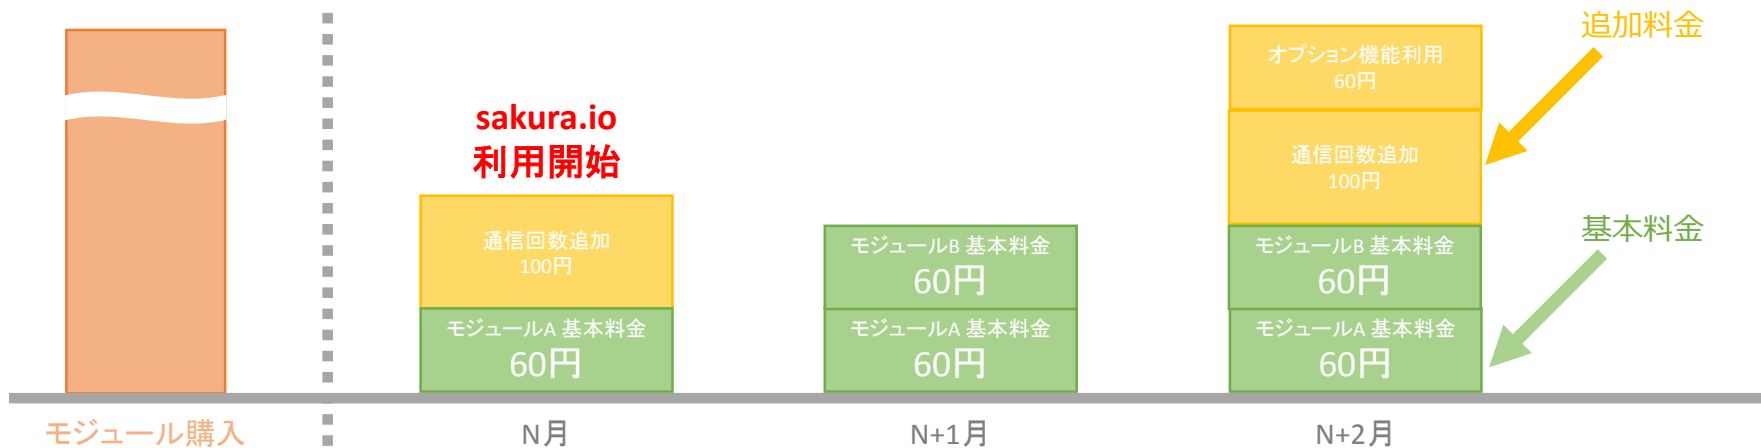 追加料金
オプション機能利用
60円
sakura.io
利用開始
通信回数追加
100円
基本料金
通信回数追加
100円
モジュールB 基本料金
60円
モジュールB 基本料金
60円
モジュールA 基本料金
60円
モジュールA 基本料金
60円
モジュールA 基本料金
60円
モジュール購入
N月
N+1月
N+2月